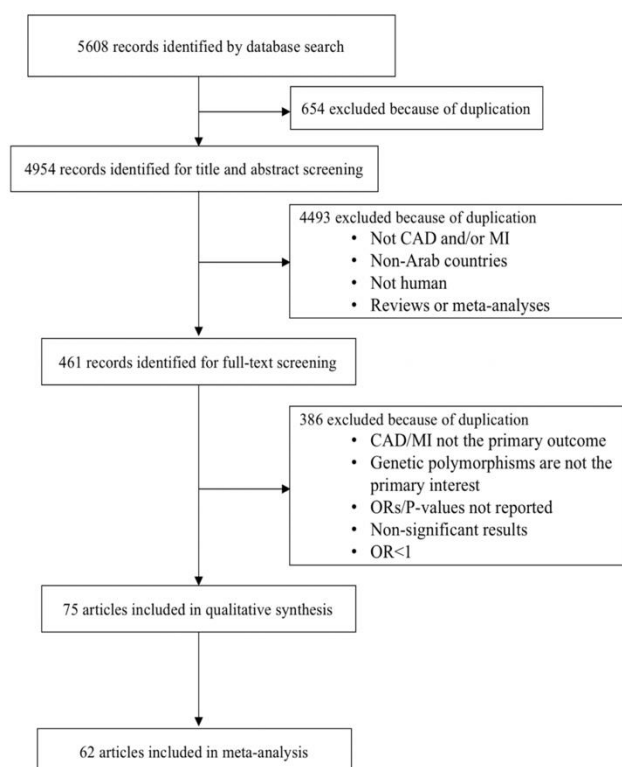 5608 records identified by database search
654 excluded because of duplication
4954 records identified for title and abstract screening
4493 excluded because of duplication
• Not CAD and/or MI
• Non-Arab countries
• Not human
• Reviews or meta-analyses
461 records identified for full-text screening
386 excluded because of duplication
• CAD/MI not the primary outcome
• Genetic polymorphisms are not the
primary interest
• ORs/P-values not reported
• Non-significant results
• OR<1
75 articles included in qualitative synthesis
62 articles included in meta-analysis